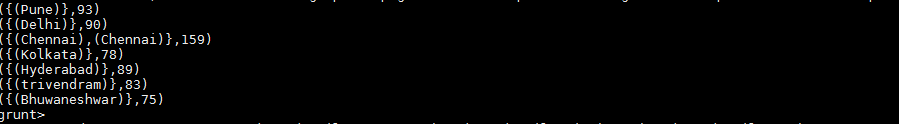 ({(Pune)},93)
({(Delhi)},90)
({(Chennai),(Chennai)},159)
({(Kolkata)},78)
({(Hyderabad)},89)
({(trivendram)},83)
({(Bhuwaneshwar)},75)
grunt>